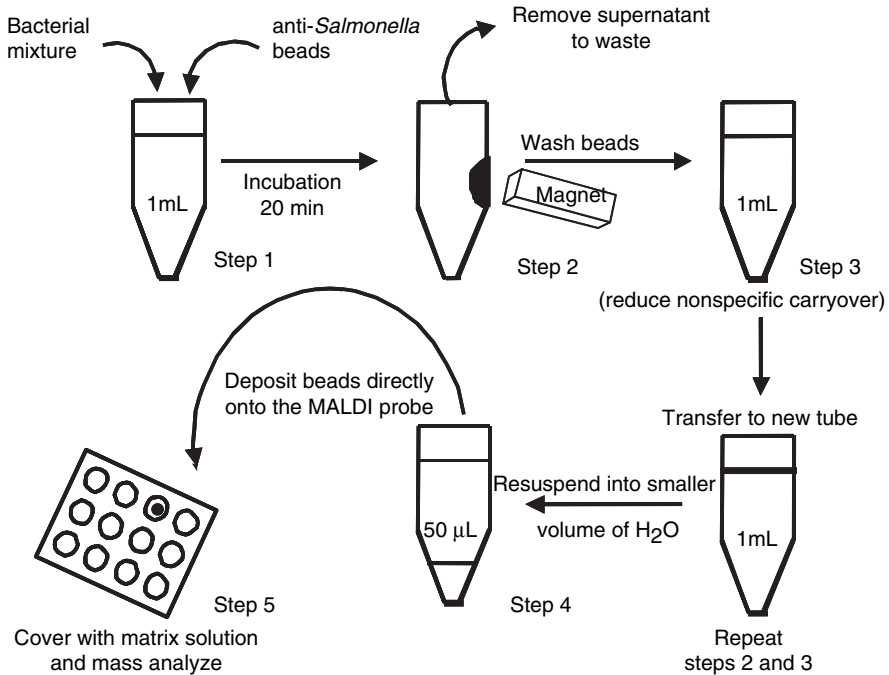 Bacterial
mixture
anti-Salmonella
beads
Remove supernatant
to waste
1mL
Incubation
20 min
Step 1
Magnet
Step 2
Wash beads
1mL
Step 3
(reduce nonspecific carryover)
Transfer to new tube
1mL
Repeat
steps 2 and 3
Resuspend into smaller
volume of H2O
50 μL
Step 4
Deposit beads directly
onto the MALDI probe
Step 5
Cover with matrix solution
and mass analyze